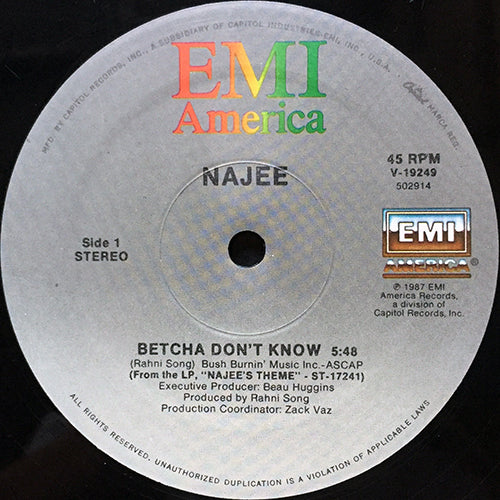 MFD. BY CAPITOL RECORDS, INC., A SUBSIDIARY OF CAPITOL INDUSTRIES-EMI, INC., U.S.A.
Capitol MARCA REG.
EMI
America
NAJEE
45 RPM
V-19249
502914
Side 1
STEREO
EMI
AMERICA
℗ 1987 EMI
America Records,
a division of
Capitol Records, Inc.
BETCHA DON'T KNOW 5:48
(Rahni Song) Bush Burnin' Music Inc.-ASCAP
(From the LP, "NAJEE'S THEME" - ST-17241)
Executive Producer: Beau Huggins
Produced by Rahni Song
Production Coordinator: Zack Vaz
ALL RIGHTS RESERVED. UNAUTHORIZED DUPLICATION IS A VIOLATION OF APPLICABLE LAWS